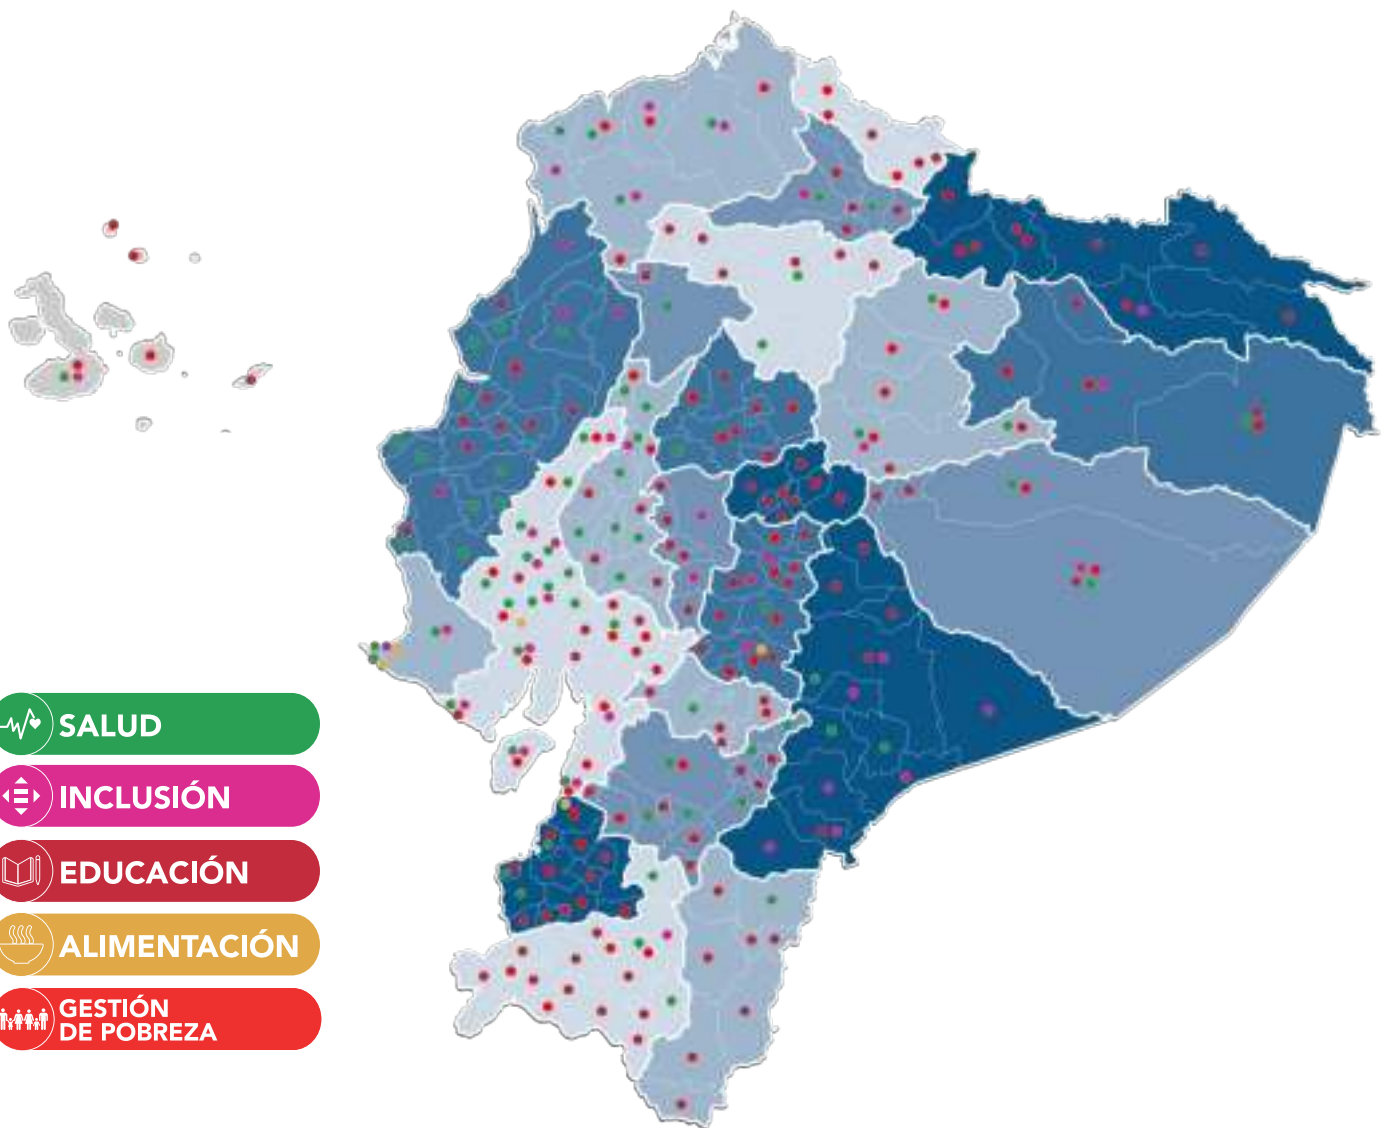 SALUD
INCLUSIÓN
EDUCACIÓN
ALIMENTACIÓN
GESTIÓN
DE POBREZA